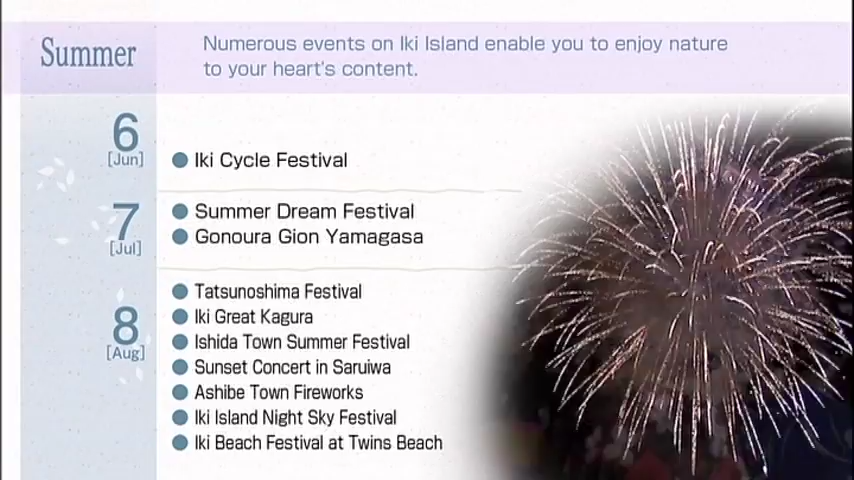 Summer
Numerous events on Iki Island enable you to enjoy nature
to your heart's content.
6
[Jun]
Iki Cycle Festival
7
[Jul]
Summer Dream Festival
Gonoura Gion Yamagasa
8
[Aug]
Tatsunoshima Festival
Iki Great Kagura
Ishida Town Summer Festival
Sunset Concert in Saruiwa
Ashibe Town Fireworks
Iki Island Night Sky Festival
Iki Beach Festival at Twins Beach